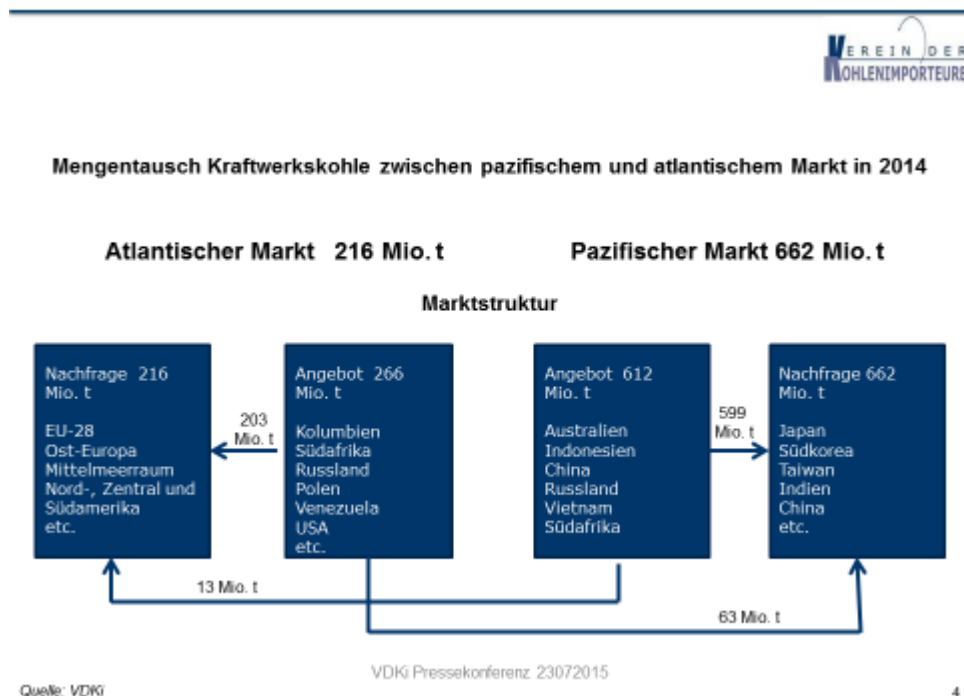 VEREIN DER
KOHLENIMPORTEURE
Mengentausch Kraftwerkskohle zwischen pazifischem und atlantischem Markt in 2014
Atlantischer Markt 216 Mio. t
Pazifischer Markt 662 Mio. t
Marktstruktur
Nachfrage 216
Mio. t
EU-28
Ost-Europa
Mittelmeerraum
Nord-, Zentral und
Südamerika
etc.
203
Mio. t
Angebot 266
Mio. t
Kolumbien
Südafrika
Russland
Polen
Venezuela
USA
etc.
Angebot 612
Mio. t
Australien
Indonesien
China
Russland
Vietnam
Südafrika
599
Mio. t
Nachfrage 662
Mio. t
Japan
Südkorea
Taiwan
Indien
China
etc.
13 Mio. t
63 Mio. t
VDKi Pressekonferenz 23072015
Quelle: VDKi
4